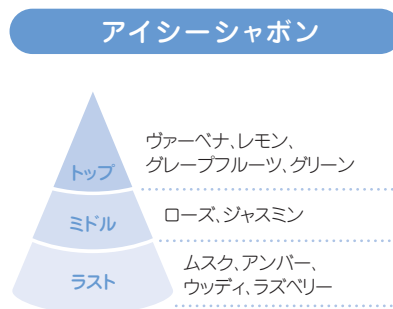 アイシーシャボン
トップ
ヴァーベナ、レモン、
グレープフルーツ、グリーン
ミドル
ローズ、ジャスミン
ラスト
ムスク、アンバー、
ウッディ、ラズベリー